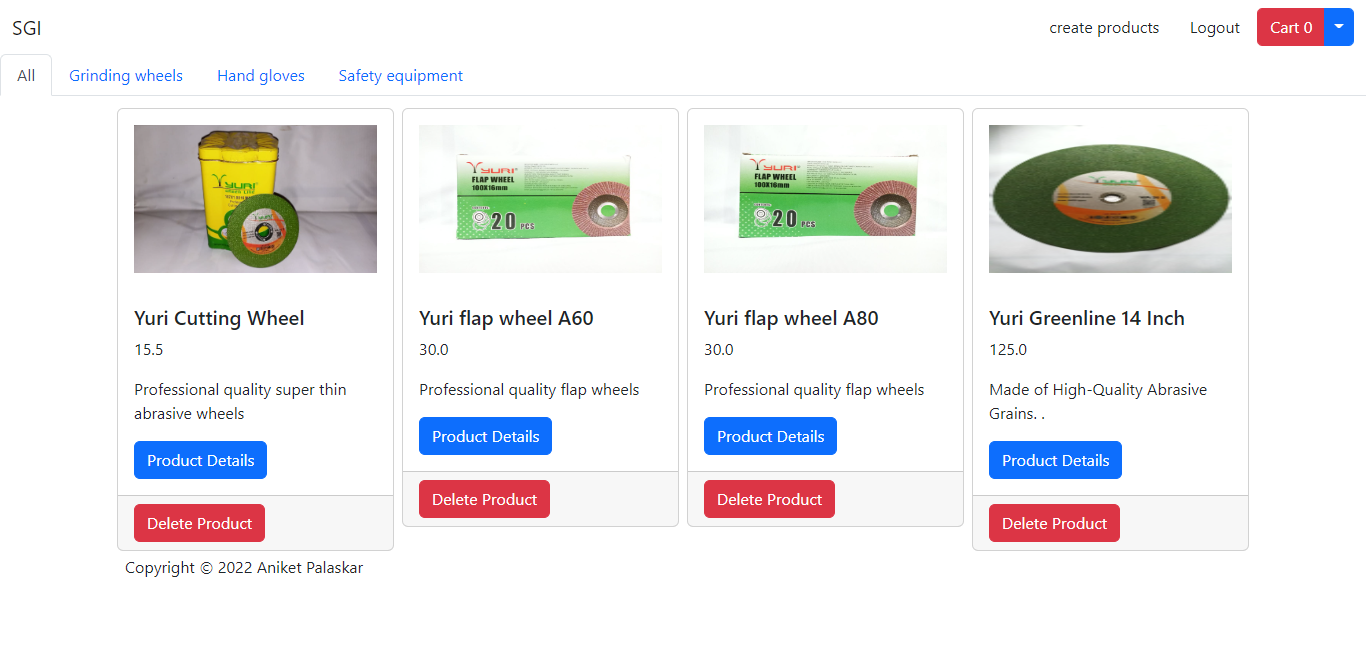 SGI
create products
Logout
Cart 0
All
Grinding wheels
Hand gloves
Safety equipment
YURI
YURI
FLAP WHEEL
100X16mm
20 PCS
YURI
FLAP WHEEL
100X16mm
20 PCS
Yuri Cutting Wheel
15.5
Professional quality super thin
abrasive wheels
Product Details
Delete Product
Yuri flap wheel A60
30.0
Professional quality flap wheels
Product Details
Delete Product
Yuri flap wheel A80
30.0
Professional quality flap wheels
Product Details
Delete Product
Yuri Greenline 14 Inch
125.0
Made of High-Quality Abrasive
Grains. .
Product Details
Delete Product
Copyright © 2022 Aniket Palaskar